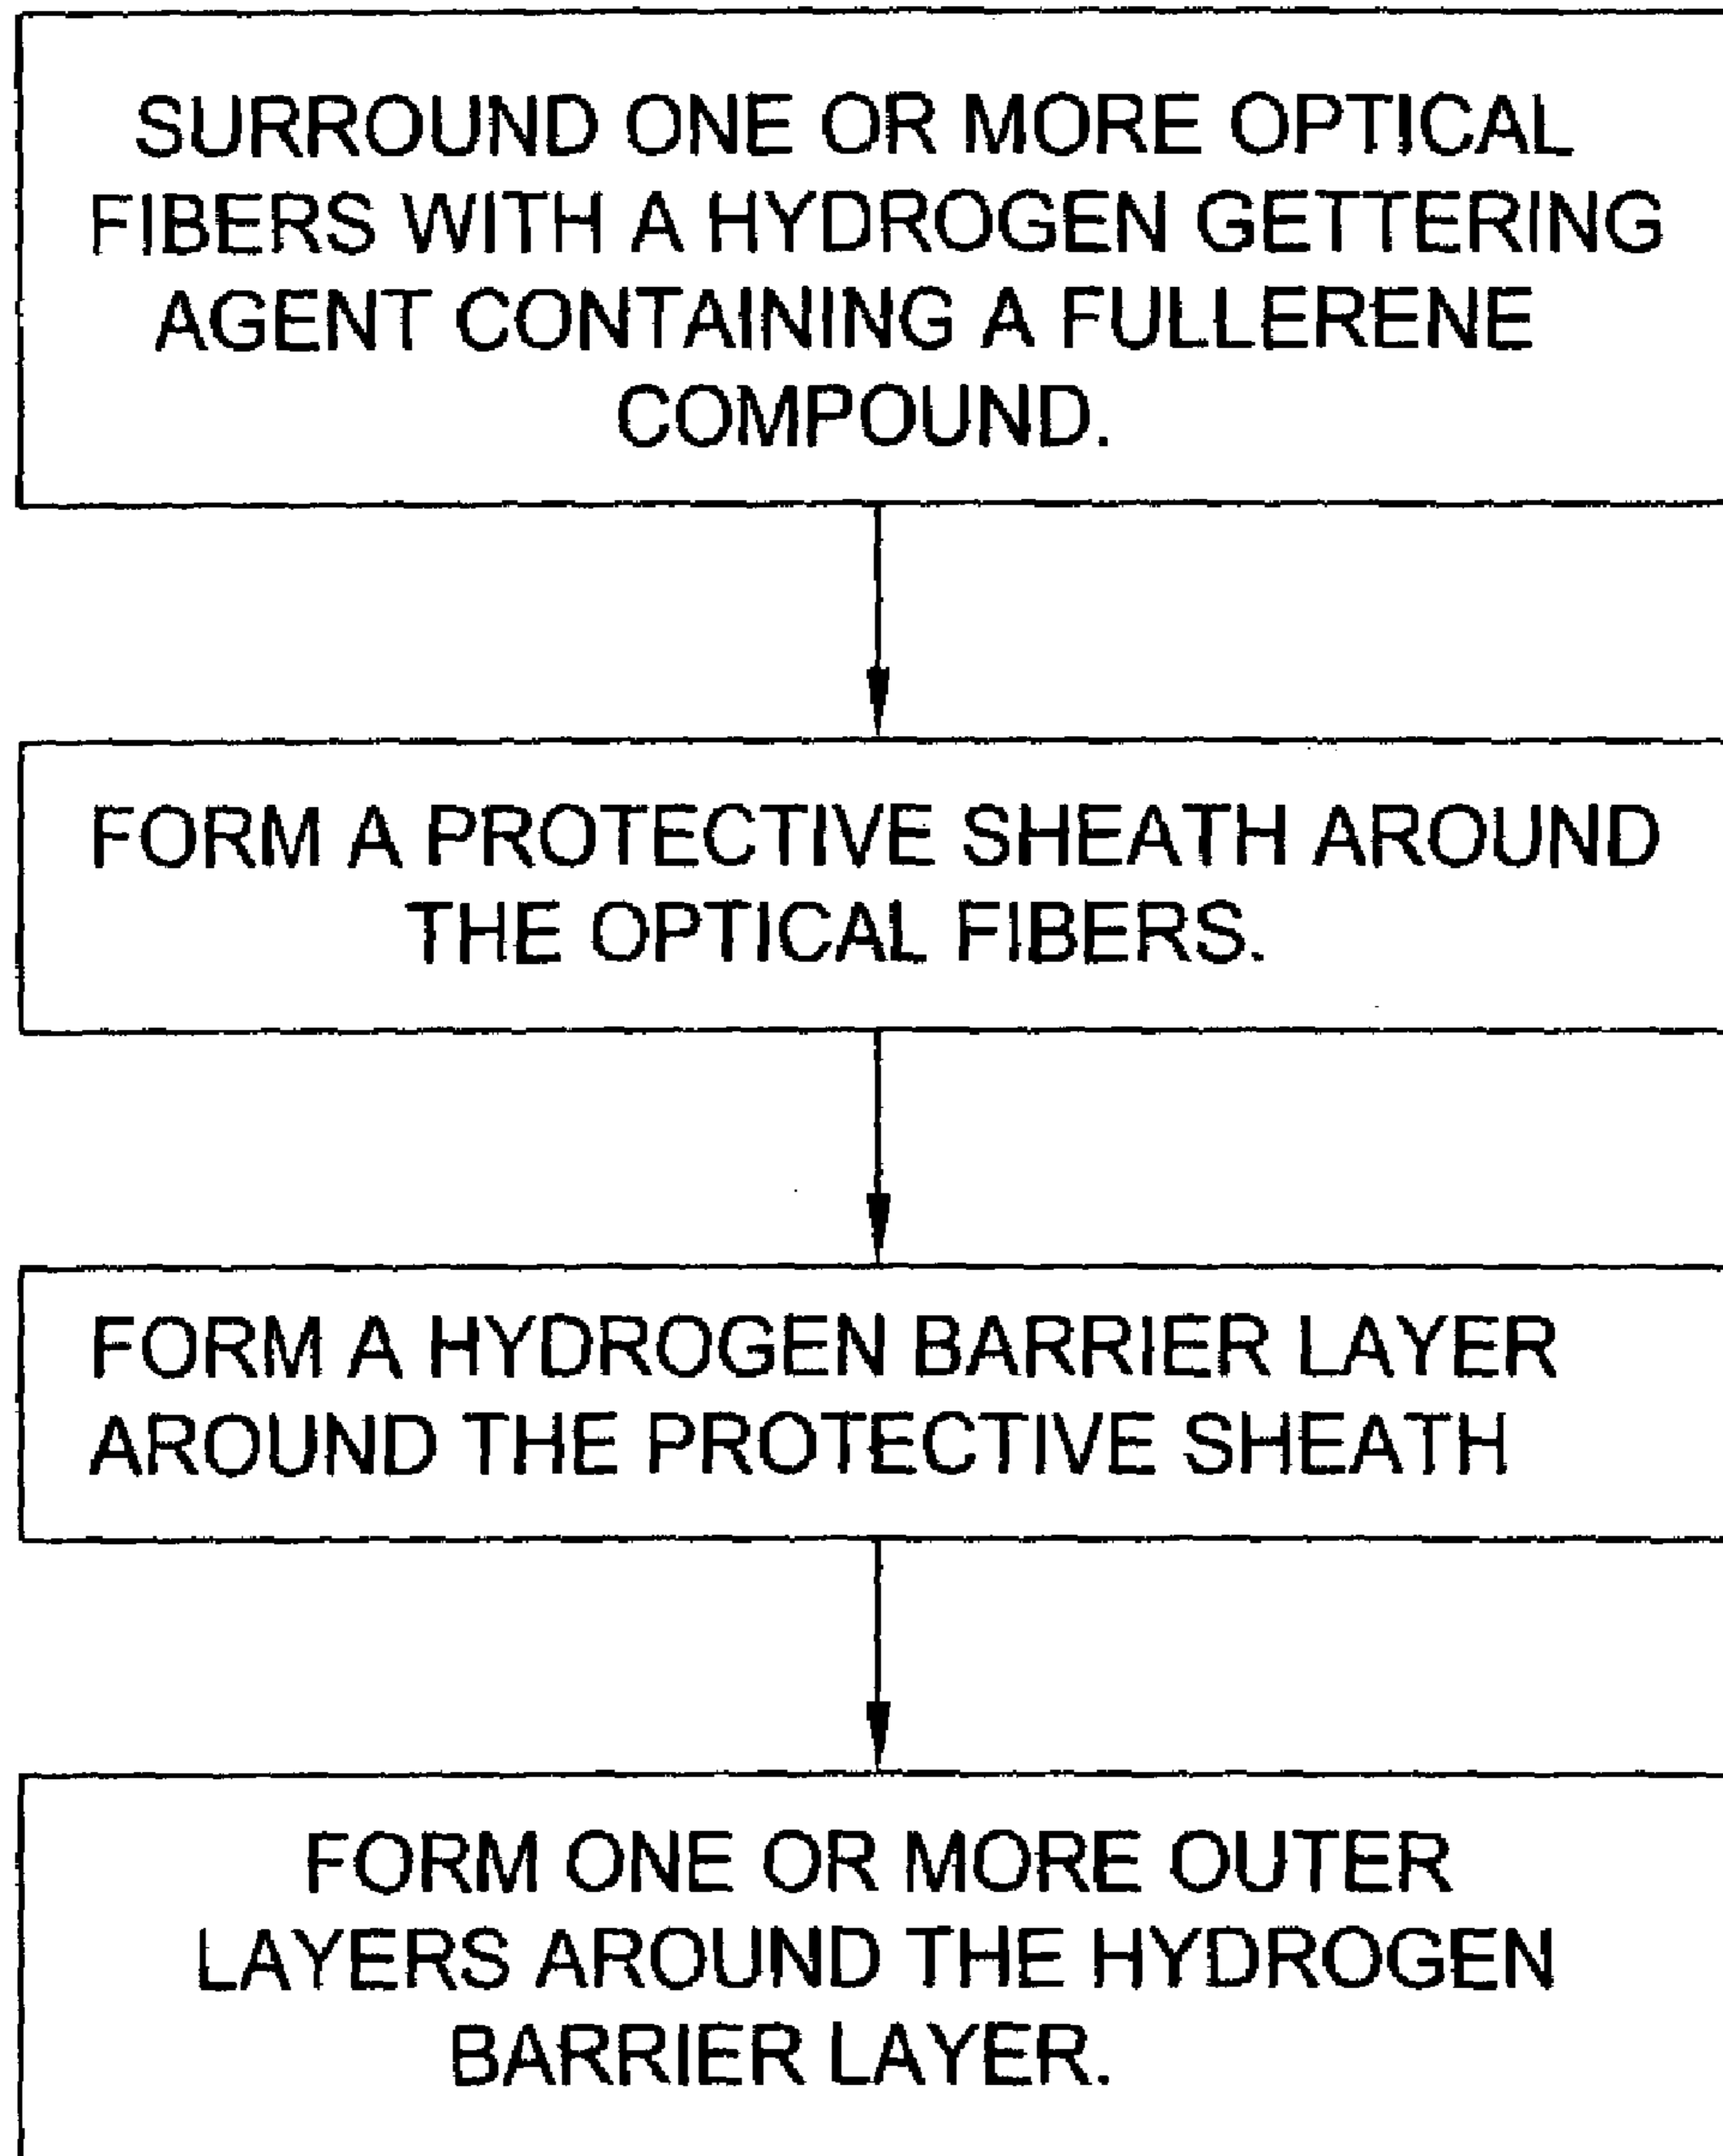 SURROUND ONE OR MORE OPTICAL
FIBERS WITH A HYDROGEN GETTERING
AGENT CONTAINING A FULLERENE
COMPOUND.
FORM A PROTECTIVE SHEATH AROUND
THE OPTICAL FIBERS.
FORM A HYDROGEN BARRIER LAYER
AROUND THE PROTECTIVE SHEATH
FORM ONE OR MORE OUTER
LAYERS AROUND THE HYDROGEN
BARRIER LAYER.